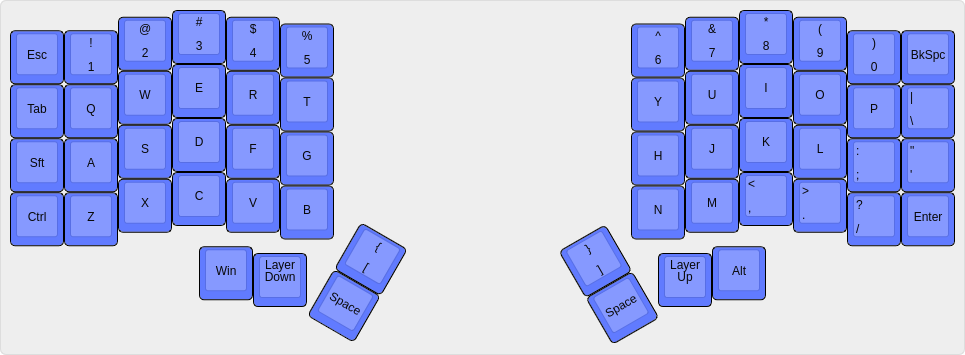 Esc ! 1 @ 2 # 3 $ 4 % 5 ^ 6 & 7 * 8 ( 9 ) 0 BkSpc
Tab Q W E R T Y U I O P | \
Sft A S D F G H J K L : ; " '
Ctrl Z X C V B N M < , > . ? / Enter
Win Layer Down { [ } ] Layer Up Alt
Space Space